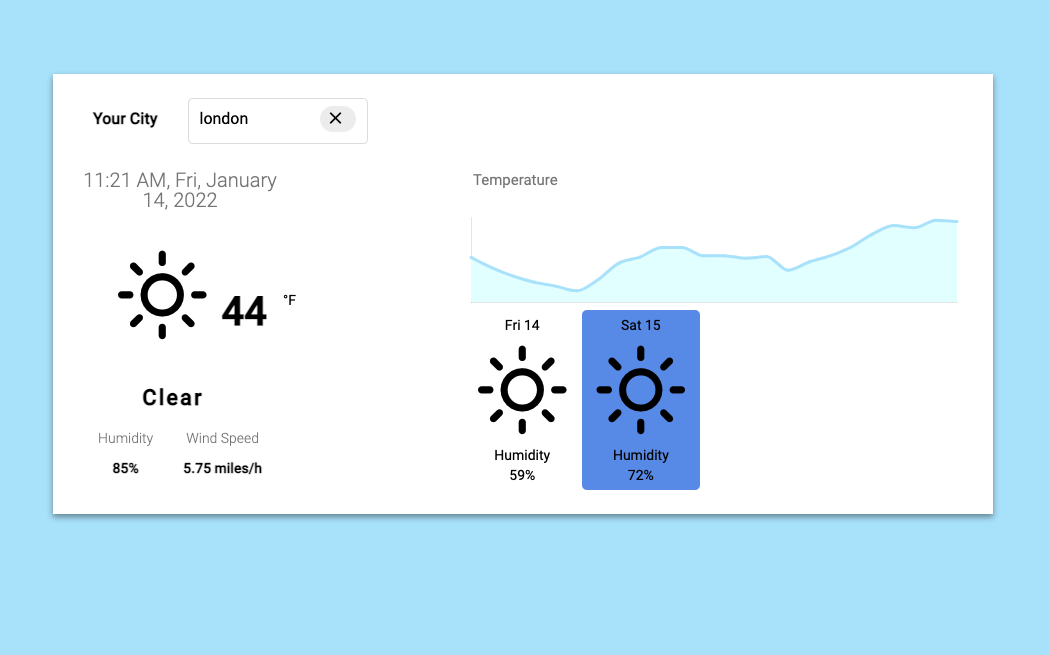 Your City
london
11:21 AM, Fri, January
14, 2022
44
°F
Clear
Humidity
Wind Speed
85%
5.75 miles/h
Temperature
Fri 14
Humidity
59%
Sat 15
Humidity
72%